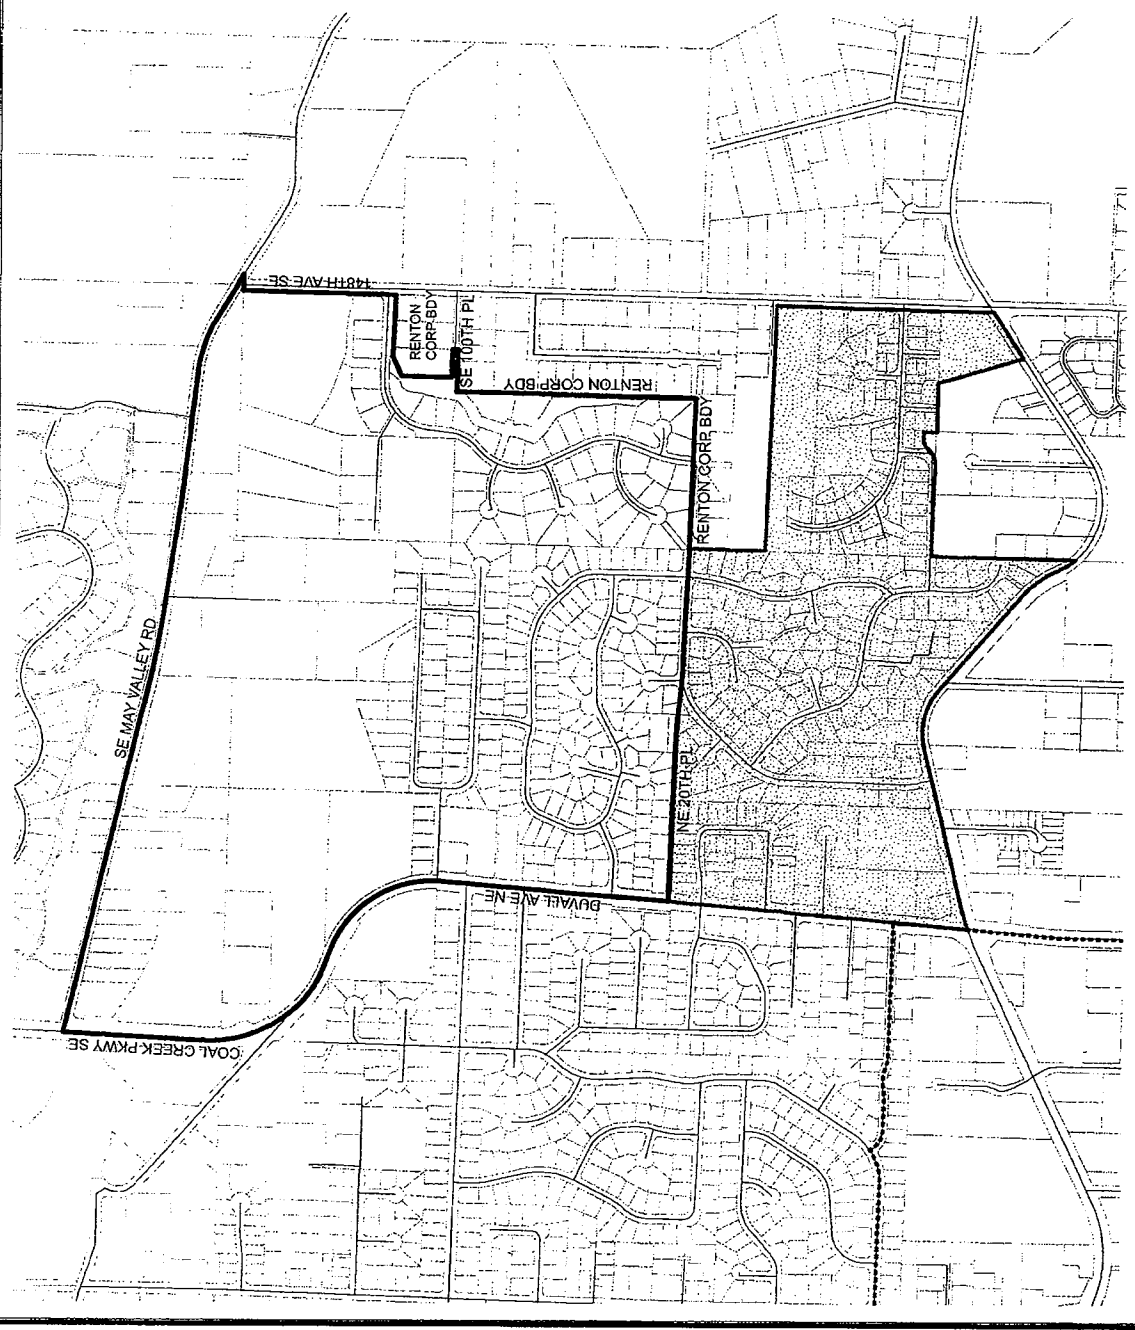 148TH AVE SE
RENTON
CORP BDY
SE 100TH PL
RENTON CORP BDY
RENTON CORP. BDY
SE MAY VALLEY RD
NE 20TH PL
DUVALL AVE NE
COAL CREEK PKWY SE